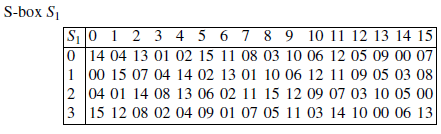 S-box S1
S1 0 1 2 3 4 5 6 7 8 9 10 11 12 13 14 15
0 14 04 13 01 02 15 11 08 03 10 06 12 05 09 00 07
1 00 15 07 04 14 02 13 01 10 06 12 11 09 05 03 08
2 04 01 14 08 13 06 02 11 15 12 09 07 03 10 05 00
3 15 12 08 02 04 09 01 07 05 11 03 14 10 00 06 13